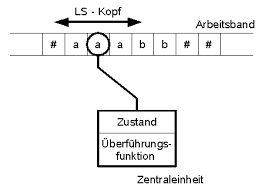 LS - Kopf
Arbeitsband
# a a a b b # #
Zustand
Überführungs-
funktion
Zentraleinheit